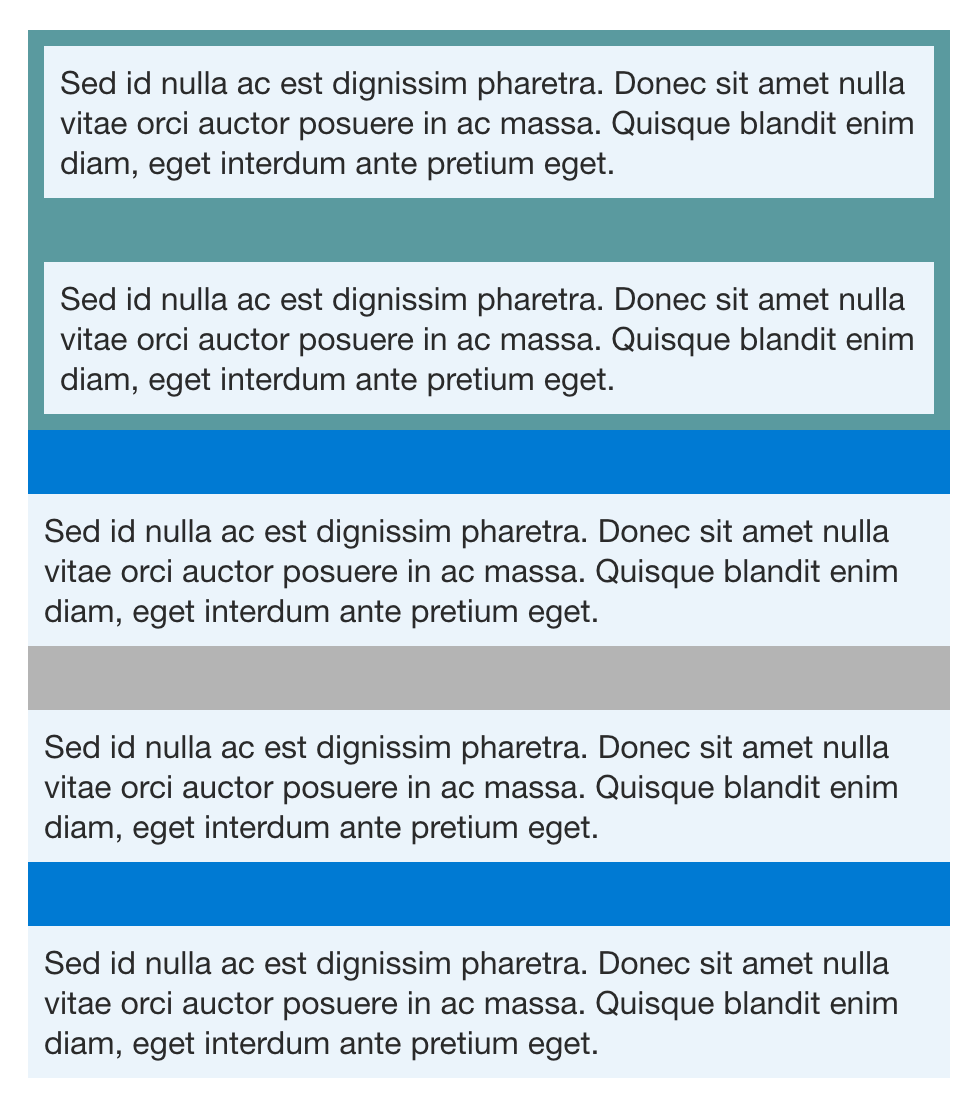 Sed id nulla ac est dignissim pharetra. Donec sit amet nulla
vitae orci auctor posuere in ac massa. Quisque blandit enim
diam, eget interdum ante pretium eget.
Sed id nulla ac est dignissim pharetra. Donec sit amet nulla
vitae orci auctor posuere in ac massa. Quisque blandit enim
diam, eget interdum ante pretium eget.
Sed id nulla ac est dignissim pharetra. Donec sit amet nulla
vitae orci auctor posuere in ac massa. Quisque blandit enim
diam, eget interdum ante pretium eget.
Sed id nulla ac est dignissim pharetra. Donec sit amet nulla
vitae orci auctor posuere in ac massa. Quisque blandit enim
diam, eget interdum ante pretium eget.
Sed id nulla ac est dignissim pharetra. Donec sit amet nulla
vitae orci auctor posuere in ac massa. Quisque blandit enim
diam, eget interdum ante pretium eget.